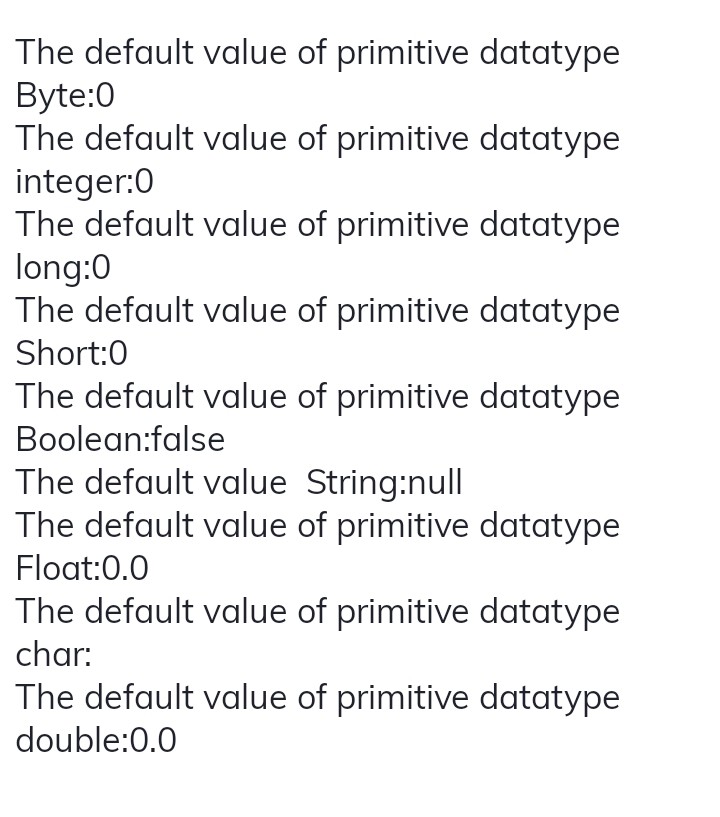 The default value of primitive datatype
Byte:0
The default value of primitive datatype
integer:0
The default value of primitive datatype
long:0
The default value of primitive datatype
Short:0
The default value of primitive datatype
Boolean:false
The default value  String:null
The default value of primitive datatype
Float:0.0
The default value of primitive datatype
char:
The default value of primitive datatype
double:0.0